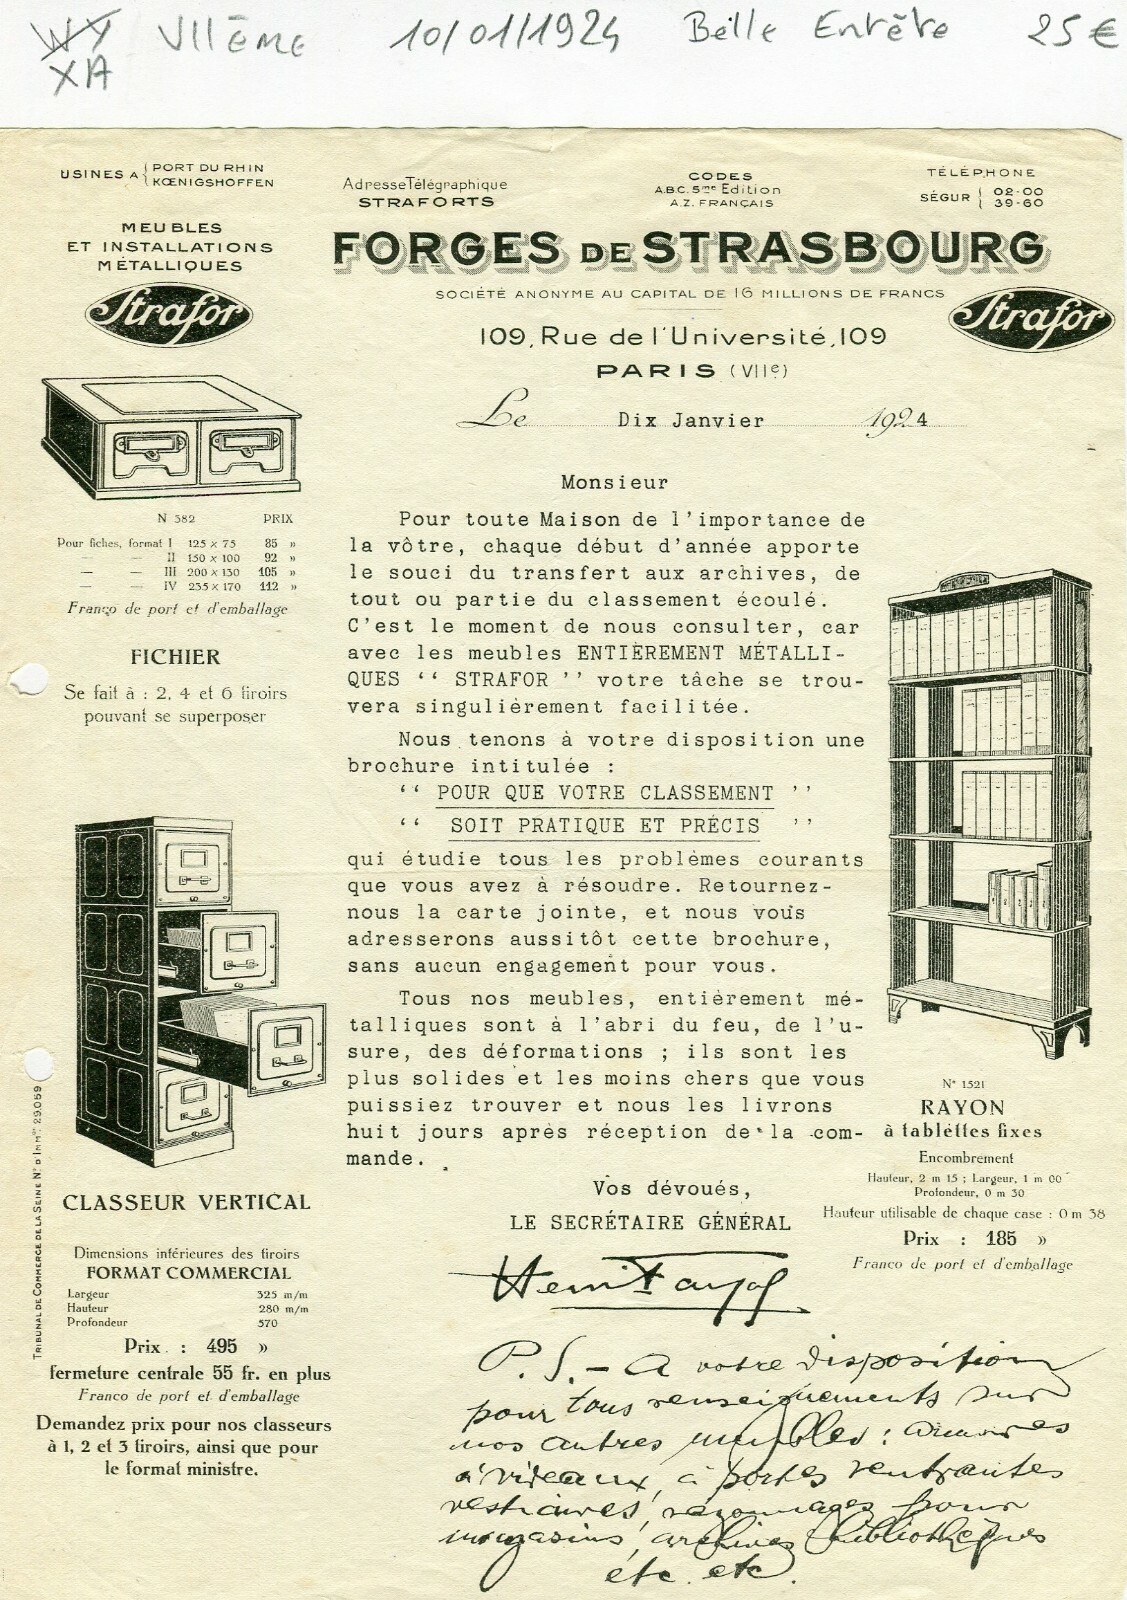 WY VIIème 10/01/1924 Belle Entête 25 €
XA
USINES A { PORT DU RHIN
KŒNIGSHOFFEN
Adresse Télégraphique
STRAFORTS
CODES
A.B.C. 5me Edition
A.Z. FRANÇAIS
TÉLÉPHONE
SÉGUR { 02-00
39-60
MEUBLES
ET INSTALLATIONS
MÉTALLIQUES
Strafor
FORGES DE STRASBOURG
SOCIÉTÉ ANONYME AU CAPITAL DE 16 MILLIONS DE FRANCS
Strafor
109, Rue de l'Université, 109
PARIS (VIIe)
Le Dix Janvier 1924
N 382 PRIX
Pour fiches, format I 125 × 75 85 »
— — II 150 × 100 92 »
— — III 200 × 130 105 »
— — IV 235 × 170 112 »
Franco de port et d'emballage
FICHIER
Se fait à : 2, 4 et 6 tiroirs
pouvant se superposer
Monsieur
Pour toute Maison de l'importance de
la vôtre, chaque début d'année apporte
le souci du transfert aux archives, de
tout ou partie du classement écoulé.
C'est le moment de nous consulter, car
avec les meubles ENTIÈREMENT MÉTALLI-
QUES “ STRAFOR ” votre tâche se trou-
vera singulièrement facilitée.
Nous tenons à votre disposition une
brochure intitulée :
“ POUR QUE VOTRE CLASSEMENT ”
“ SOIT PRATIQUE ET PRÉCIS ”
qui étudie tous les problèmes courants
que vous avez à résoudre. Retournez-
nous la carte jointe, et nous vous
adresserons aussitôt cette brochure,
sans aucun engagement pour vous.
Tous nos meubles, entièrement mé-
talliques sont à l'abri du feu, de l'u-
sure, des déformations ; ils sont les
plus solides et les moins chers que vous
puissiez trouver et nous les livrons
huit jours après réception de la com-
mande.
Vos dévoués,
LE SECRÉTAIRE GÉNÉRAL
Henri Fayol
P.S. — A votre disposition
pour tous renseignements sur
nos autres meubles : armoires
à rideaux, à portes rentrantes
vestiaires, rayonnages pour
magasins, archives, bibliothèques
etc. etc.
N° 1521
RAYON
à tablettes fixes
Encombrement
Hauteur, 2 m 15 ; Largeur, 1 m 00
Profondeur, 0 m 30
Hauteur utilisable de chaque case : 0 m 38
Prix : 185 »
Franco de port et d'emballage
CLASSEUR VERTICAL
Dimensions intérieures des tiroirs
FORMAT COMMERCIAL
Largeur 325 m/m
Hauteur 280 m/m
Profondeur 570
Prix : 495 »
fermeture centrale 55 fr. en plus
Franco de port et d'emballage
Demandez prix pour nos classeurs
à 1, 2 et 3 tiroirs, ainsi que pour
le format ministre.
TRIBUNAL DE COMMERCE DE LA SEINE N° D'IMMon 29.059